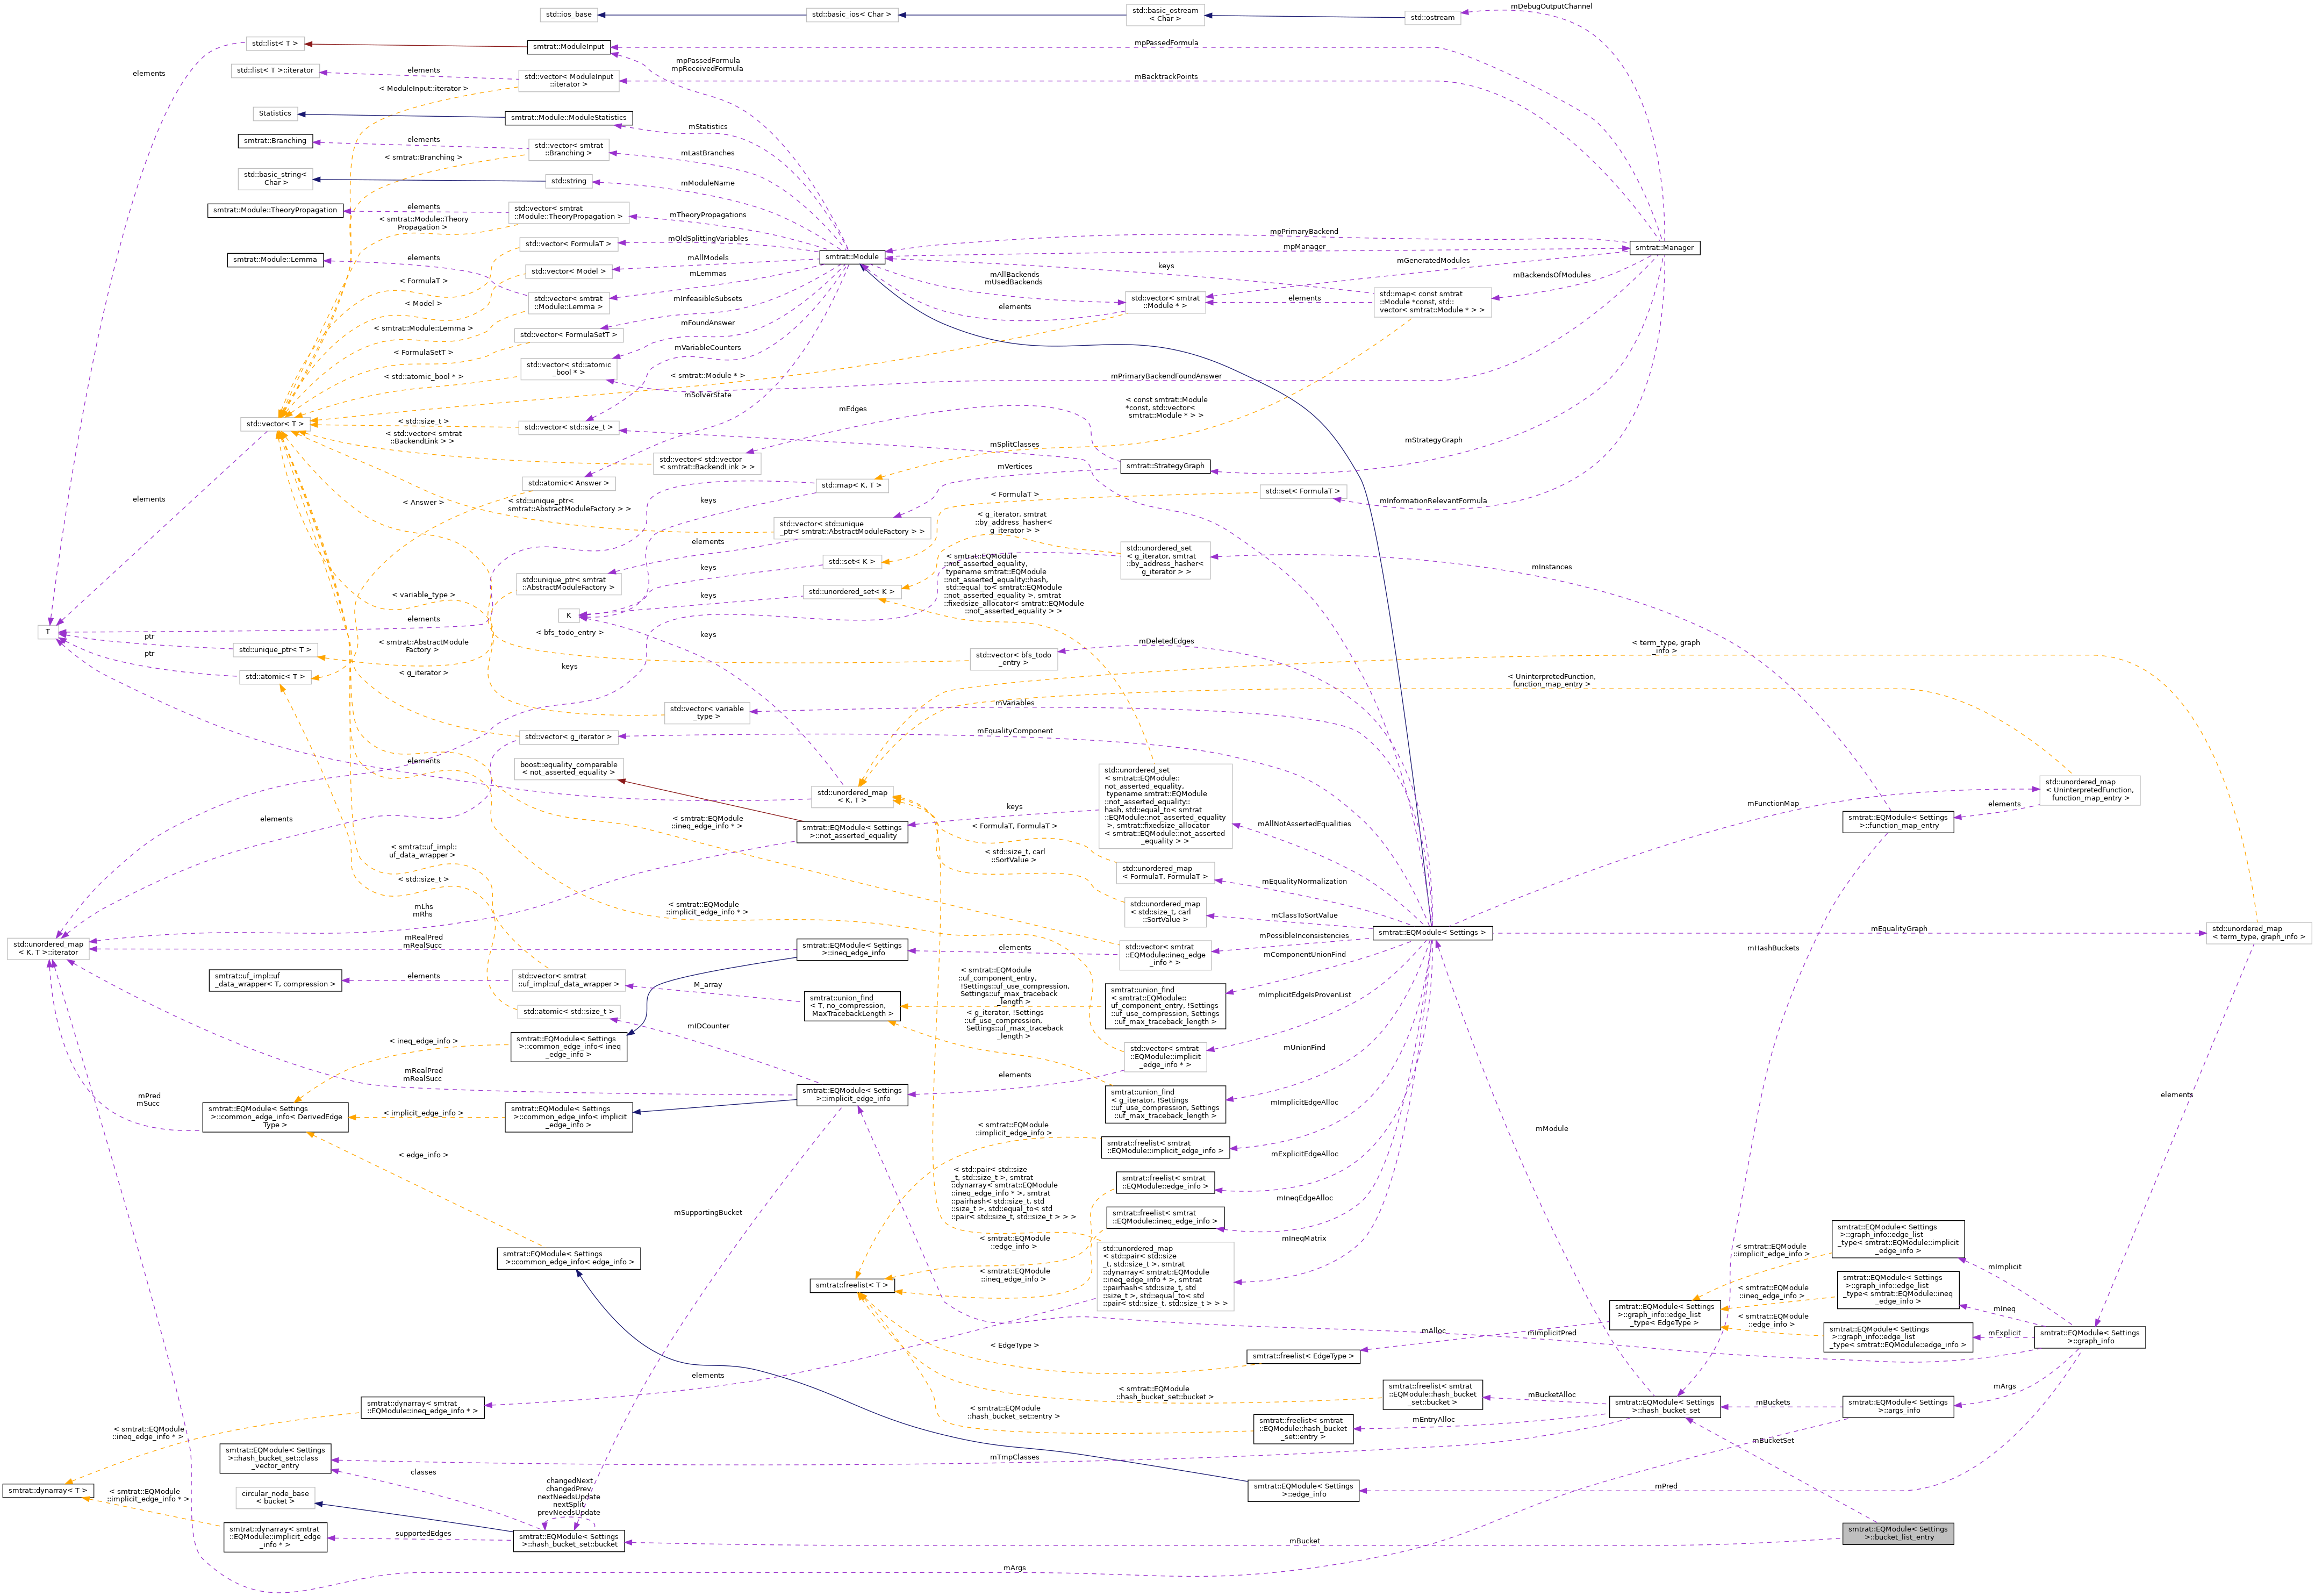 std::ios_base
std::basic_ios< Char >
std::basic_ostream
< Char >
std::ostream
mDebugOutputChannel
std::list< T >
smtrat::ModuleInput
mpPassedFormula
elements
mpPassedFormula
mpReceivedFormula
std::list< T >::iterator
elements
std::vector< ModuleInput
::iterator >
mBacktrackPoints
< ModuleInput::iterator >
Statistics
smtrat::Module::ModuleStatistics
mStatistics
smtrat::Branching
elements
std::vector< smtrat
::Branching >
mLastBranches
< smtrat::Branching >
std::basic_string<
Char >
std::string
mModuleName
smtrat::Module::TheoryPropagation
elements
std::vector< smtrat
::Module::TheoryPropagation >
mTheoryPropagations
< smtrat::Module::Theory
Propagation >
std::vector< FormulaT >
mOldSplittingVariables
smtrat::Module::Lemma
elements
smtrat::Module
mpPrimaryBackend
mpManager
smtrat::Manager
mAllModels
std::vector< Model >
< FormulaT >
keys
mGeneratedModules
mLemmas
mAllBackends
mUsedBackends
mBackendsOfModules
std::vector< smtrat
::Module::Lemma >
< Model >
mInfeasibleSubsets
elements
std::vector< smtrat
::Module * >
elements
std::map< const smtrat
::Module *const, std::
vector< smtrat::Module * > >
< smtrat::Module::Lemma >
std::vector< FormulaSetT >
mFoundAnswer
< FormulaSetT >
mVariableCounters
std::vector< std::atomic
_bool * >
< std::atomic_bool * >
< smtrat::Module * >
mPrimaryBackendFoundAnswer
mSolverState
< const smtrat::Module
*const, std::vector<
smtrat::Module * > >
mEdges
std::vector< T >
< std::size_t >
std::vector< std::size_t >
< std::vector< smtrat
::BackendLink > >
mSplitClasses
mStrategyGraph
std::vector< std::vector
< smtrat::BackendLink > >
mVertices
smtrat::StrategyGraph
std::atomic< Answer >
std::map< K, T >
std::set< FormulaT >
mInformationRelevantFormula
elements
< Answer >
< std::unique_ptr<
smtrat::AbstractModuleFactory > >
keys
< FormulaT >
std::vector< std::unique
_ptr< smtrat::AbstractModuleFactory > >
< g_iterator, smtrat
::by_address_hasher<
g_iterator > >
elements
std::set< K >
std::unordered_set
< g_iterator, smtrat
::by_address_hasher<
g_iterator > >
mInstances
< smtrat::EQModule
::not_asserted_equality,
typename smtrat::EQModule
::not_asserted_equality::hash,
std::equal_to< smtrat::EQModule
::not_asserted_equality >, smtrat
::fixedsize_allocator< smtrat::EQModule
::not_asserted_equality > >
std::unique_ptr< smtrat
::AbstractModuleFactory >
keys
std::unordered_set< K >
keys
< variable_type >
K
elements
T
ptr
< bfs_todo_entry >
keys
mDeletedEdges
< term_type, graph
_info >
< smtrat::AbstractModule
Factory >
std::unique_ptr< T >
ptr
std::vector< bfs_todo
_entry >
std::atomic< T >
< g_iterator >
keys
< UninterpretedFunction,
function_map_entry >
std::vector< variable
_type >
mVariables
std::vector< g_iterator >
mEqualityComponent
elements
boost::equality_comparable
< not_asserted_equality >
std::unordered_map
< K, T >
std::unordered_set
< smtrat::EQModule::
not_asserted_equality,
typename smtrat::EQModule
::not_asserted_equality::
hash, std::equal_to< smtrat
::EQModule::not_asserted_equality
>, smtrat::fixedsize_allocator
< smtrat::EQModule::not_asserted
_equality > >
std::unordered_map
< UninterpretedFunction,
function_map_entry >
mFunctionMap
elements
keys
elements
< smtrat::EQModule
::ineq_edge_info * >
smtrat::EQModule< Settings
>::not_asserted_equality
< FormulaT, FormulaT >
mAllNotAssertedEqualities
smtrat::EQModule< Settings
>::function_map_entry
< smtrat::uf_impl::
uf_data_wrapper >
< std::size_t, carl
::SortValue >
std::unordered_map
< FormulaT, FormulaT >
mEqualityNormalization
< std::size_t >
mLhs
mRhs
< smtrat::EQModule
::implicit_edge_info * >
std::unordered_map
< std::size_t, carl
::SortValue >
mClassToSortValue
smtrat::EQModule< Settings >
mEqualityGraph
std::unordered_map
< term_type, graph_info >
std::unordered_map
< K, T >::iterator
mRealPred
mRealSucc
smtrat::EQModule< Settings
>::ineq_edge_info
elements
std::vector< smtrat
::EQModule::ineq_edge
_info * >
mPossibleInconsistencies
mHashBuckets
mComponentUnionFind
smtrat::uf_impl::uf
_data_wrapper< T, compression >
elements
std::vector< smtrat
::uf_impl::uf_data_wrapper >
M_array
smtrat::union_find
< T, no_compression,
MaxTracebackLength >
< smtrat::EQModule
::uf_component_entry,
!Settings::uf_use_compression,
Settings::uf_max_traceback
_length >
smtrat::union_find
< smtrat::EQModule::
uf_component_entry, !Settings
::uf_use_compression, Settings
::uf_max_traceback_length >
mImplicitEdgeIsProvenList
std::atomic< std::size_t >
mIDCounter
< g_iterator, !Settings
::uf_use_compression,
Settings::uf_max_traceback
_length >
< ineq_edge_info >
smtrat::EQModule< Settings
>::common_edge_info< ineq
_edge_info >
std::vector< smtrat
::EQModule::implicit
_edge_info * >
mUnionFind
mRealPred
mRealSucc
elements
smtrat::EQModule< Settings
>::implicit_edge_info
smtrat::union_find
< g_iterator, !Settings
::uf_use_compression, Settings
::uf_max_traceback_length >
mImplicitEdgeAlloc
elements
mPred
mSucc
smtrat::EQModule< Settings
>::common_edge_info< DerivedEdge
Type >
< implicit_edge_info >
smtrat::EQModule< Settings
>::common_edge_info< implicit
_edge_info >
< smtrat::EQModule
::implicit_edge_info >
mModule
smtrat::freelist< smtrat
::EQModule::implicit_edge_info >
mExplicitEdgeAlloc
< edge_info >
< std::pair< std::size
_t, std::size_t >, smtrat
::dynarray< smtrat::EQModule
::ineq_edge_info * >, smtrat
::pairhash< std::size_t, std
::size_t >, std::equal_to< std
::pair< std::size_t, std::size_t > > >
smtrat::freelist< smtrat
::EQModule::edge_info >
mIneqEdgeAlloc
mSupportingBucket
smtrat::freelist< smtrat
::EQModule::ineq_edge_info >
mIneqMatrix
< smtrat::EQModule
::edge_info >
smtrat::EQModule< Settings
>::graph_info::edge_list
_type< smtrat::EQModule::implicit
_edge_info >
< smtrat::EQModule
::implicit_edge_info >
smtrat::EQModule< Settings
>::common_edge_info< edge_info >
std::unordered_map
< std::pair< std::size
_t, std::size_t >, smtrat
::dynarray< smtrat::EQModule
::ineq_edge_info * >, smtrat
::pairhash< std::size_t, std
::size_t >, std::equal_to< std
::pair< std::size_t, std::size_t > > >
mImplicit
< smtrat::EQModule
::ineq_edge_info >
smtrat::freelist< T >
smtrat::EQModule< Settings
>::graph_info::edge_list
_type< smtrat::EQModule::ineq
_edge_info >
< smtrat::EQModule
::ineq_edge_info >
mIneq
smtrat::EQModule< Settings
>::graph_info::edge_list
_type< EdgeType >
< smtrat::EQModule
::edge_info >
smtrat::EQModule< Settings
>::graph_info::edge_list
_type< smtrat::EQModule::edge_info >
mExplicit
smtrat::EQModule< Settings
>::graph_info
mAlloc
mImplicitPred
< EdgeType >
smtrat::freelist< EdgeType >
elements
< smtrat::EQModule
::hash_bucket_set::bucket >
smtrat::freelist< smtrat
::EQModule::hash_bucket
_set::bucket >
mBucketAlloc
mArgs
smtrat::dynarray< smtrat
::EQModule::ineq_edge_info * >
smtrat::EQModule< Settings
>::hash_bucket_set
mBuckets
smtrat::EQModule< Settings
>::args_info
< smtrat::EQModule
::hash_bucket_set::entry >
mEntryAlloc
< smtrat::EQModule
::ineq_edge_info * >
smtrat::freelist< smtrat
::EQModule::hash_bucket
_set::entry >
mBucketSet
smtrat::EQModule< Settings
>::hash_bucket_set::class
_vector_entry
mTmpClasses
classes
smtrat::dynarray< T >
changedNext
changedPrev
nextNeedsUpdate
nextSplit
prevNeedsUpdate
mPred
smtrat::EQModule< Settings
>::edge_info
< smtrat::EQModule
::implicit_edge_info * >
circular_node_base
< bucket >
smtrat::dynarray< smtrat
::EQModule::implicit_edge
_info * >
supportedEdges
smtrat::EQModule< Settings
>::hash_bucket_set::bucket
mBucket
smtrat::EQModule< Settings
>::bucket_list_entry
mArgs